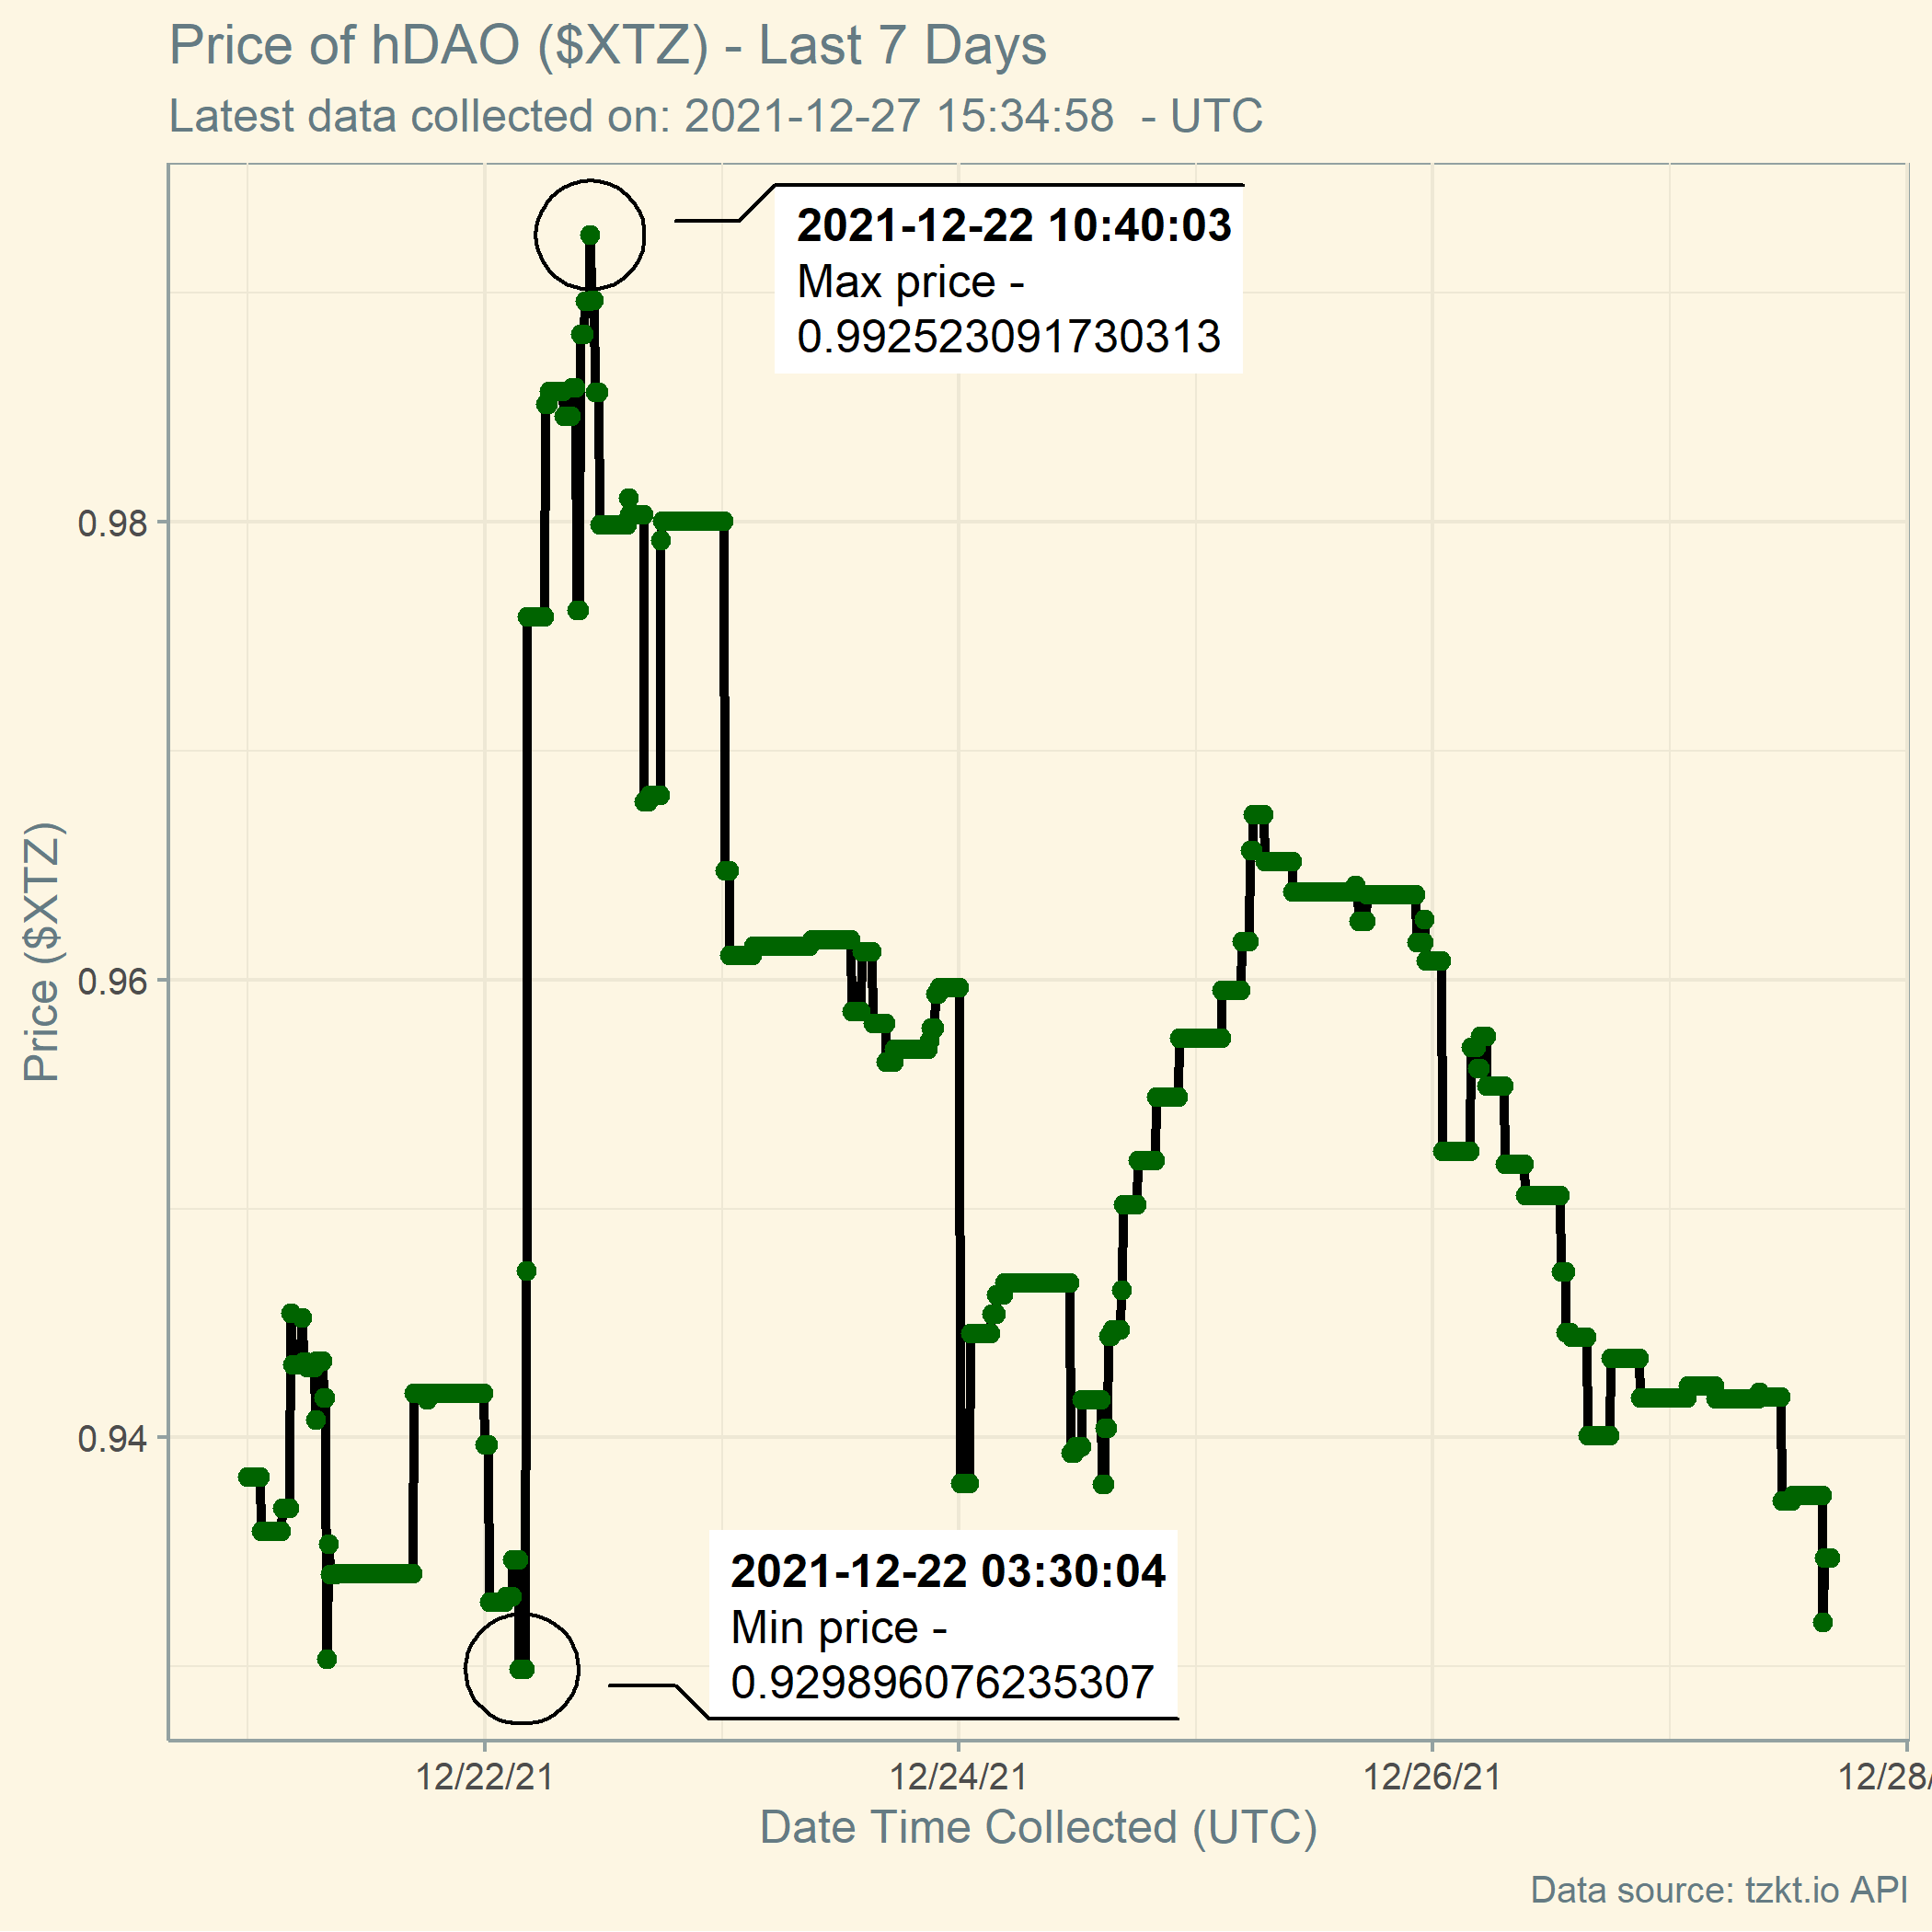 Price of hDAO ($XTZ) - Last 7 Days
Latest data collected on: 2021-12-27 15:34:58  - UTC
2021-12-22 10:40:03
Max price -
0.992523091730313
0.98
0.96
0.94
Price ($XTZ)
2021-12-22 03:30:04
Min price -
0.929896076235307
12/22/21
12/24/21
12/26/21
12/28/
Date Time Collected (UTC)
Data source: tzkt.io API